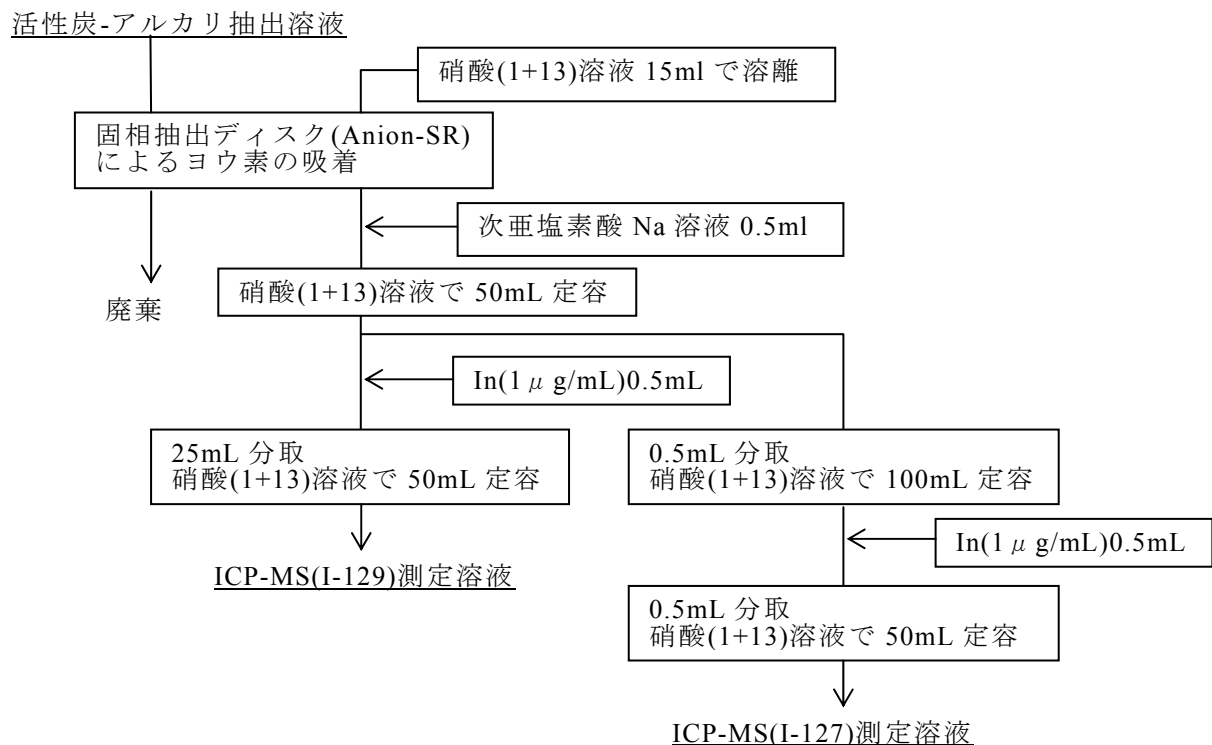 活性炭-アルカリ抽出溶液
硝酸(1+13)溶液 15ml で溶離
固相抽出ディスク(Anion-SR)
によるヨウ素の吸着
次亜塩素酸 Na 溶液 0.5ml
硝酸(1+13)溶液で 50mL 定容
廃棄
In(1μg/mL)0.5mL
25mL 分取
硝酸(1+13)溶液で 50mL 定容
0.5mL 分取
硝酸(1+13)溶液で 100mL 定容
In(1μg/mL)0.5mL
ICP-MS(I-129)測定溶液
0.5mL 分取
硝酸(1+13)溶液で 50mL 定容
ICP-MS(I-127)測定溶液